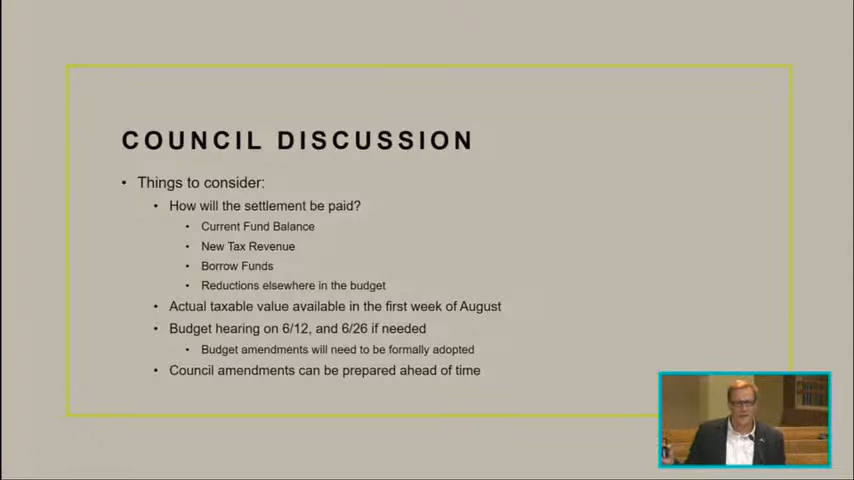 COUNCIL DISCUSSION
• Things to consider:
• How will the settlement be paid?
• Current Fund Balance
• New Tax Revenue
• Borrow Funds
• Reductions elsewhere in the budget
• Actual taxable value available in the first week of August
• Budget hearing on 6/12, and 6/26 if needed
• Budget amendments will need to be formally adopted
• Council amendments can be prepared ahead of time